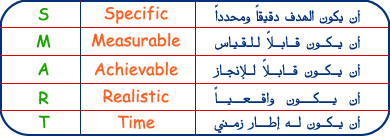 S Specific أن يكون الهدف دقيقاً ومحدداً
M Measurable أن يكون قابلاً للقياس
A Achievable أن يكون قابلاً للإنجاز
R Realistic أن يكون واقعياً
T Time أن يكون له إطار زمني